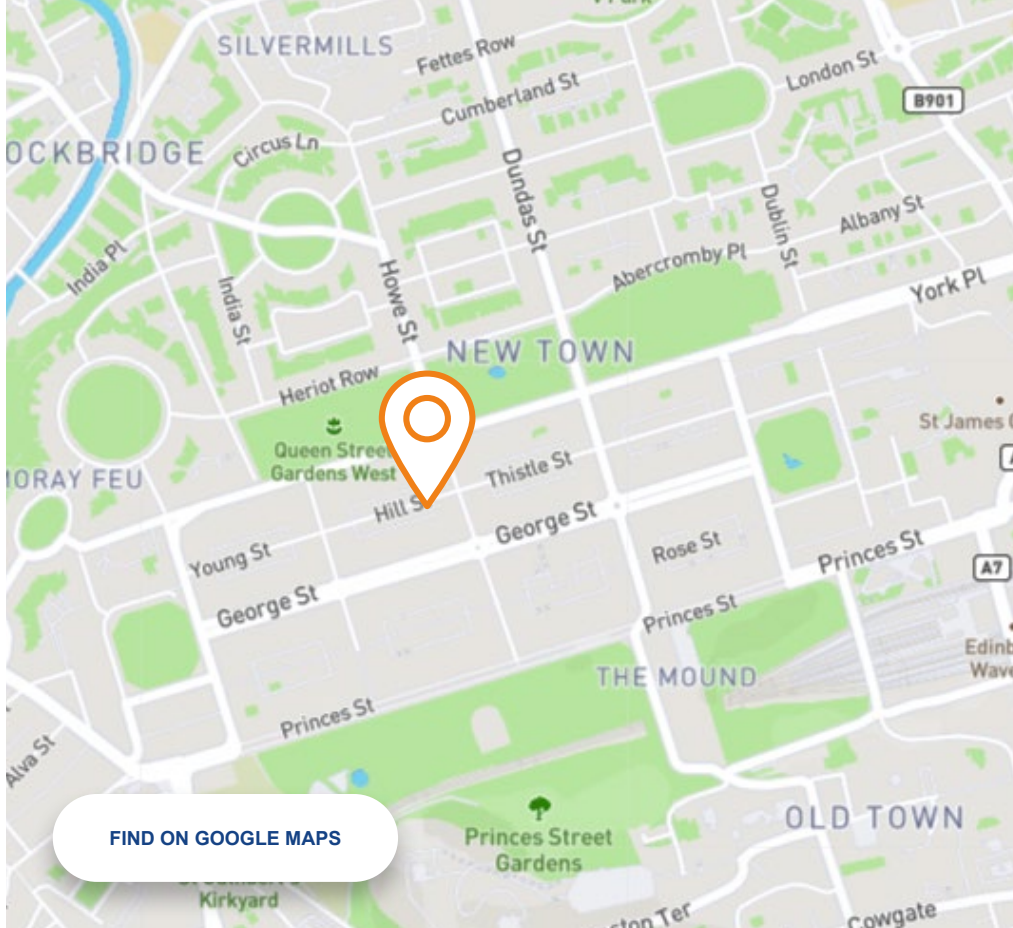 SILVERMILLS
Fettes Row
London St
Cumberland St
B901
OCKBRIDGE
Circus Ln
Dundas St
Dublin St
Albany St
India Pl
India St
Howe St
Abercromby Pl
York Pl
NEW TOWN
Heriot Row
St James
Queen Street
Gardens West
MORAY FEU
Thistle St
Hill S
George St
Young St
Rose St
Princes St
A7
George St
Princes St
Edinb
Wave
THE MOUND
Princes St
Alva St
OLD TOWN
FIND ON GOOGLE MAPS
Princes Street
Gardens
Kirkyard
ston Ter
Cowgate